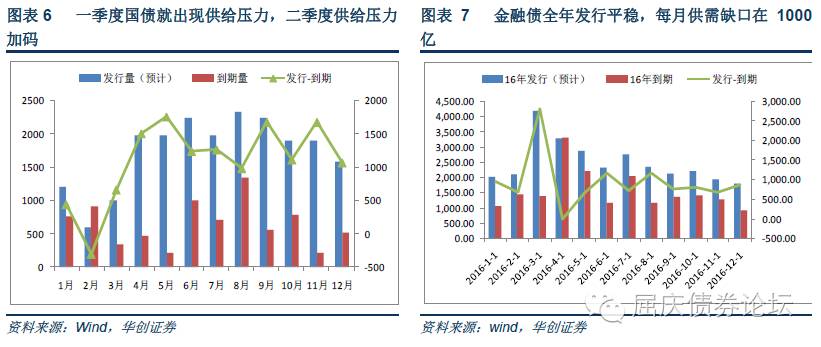 图表 6 一季度国债就出现供给压力，二季度供给压力
加码
发行量（预计） 到期量 发行-到期
2500
2000
1500
1000
500
0
2000
1500
1000
500
0
-500
1月 2月 3月 4月 5月 6月 7月 8月 9月 10月 11月 12月
资料来源：Wind，华创证券
图表 7 金融债全年发行平稳，每月供需缺口在 1000
亿
16年发行（预计） 16年到期 发行-到期
4,500.00
4,000.00
3,500.00
3,000.00
2,500.00
2,000.00
1,500.00
1,000.00
500.00
0.00
3,000.00
2,500.00
2,000.00
1,500.00
1,000.00
500.00
0.00
-500.00
2016-1-1 2016-2-1 2016-3-1 2016-4-1 2016-5-1 2016-6-1 2016-7-1 2016-8-1 2016-9-1 2016-10-1 2016-11-1 2016-12-1
屈庆债券论坛
资料来源：wind，华创证券